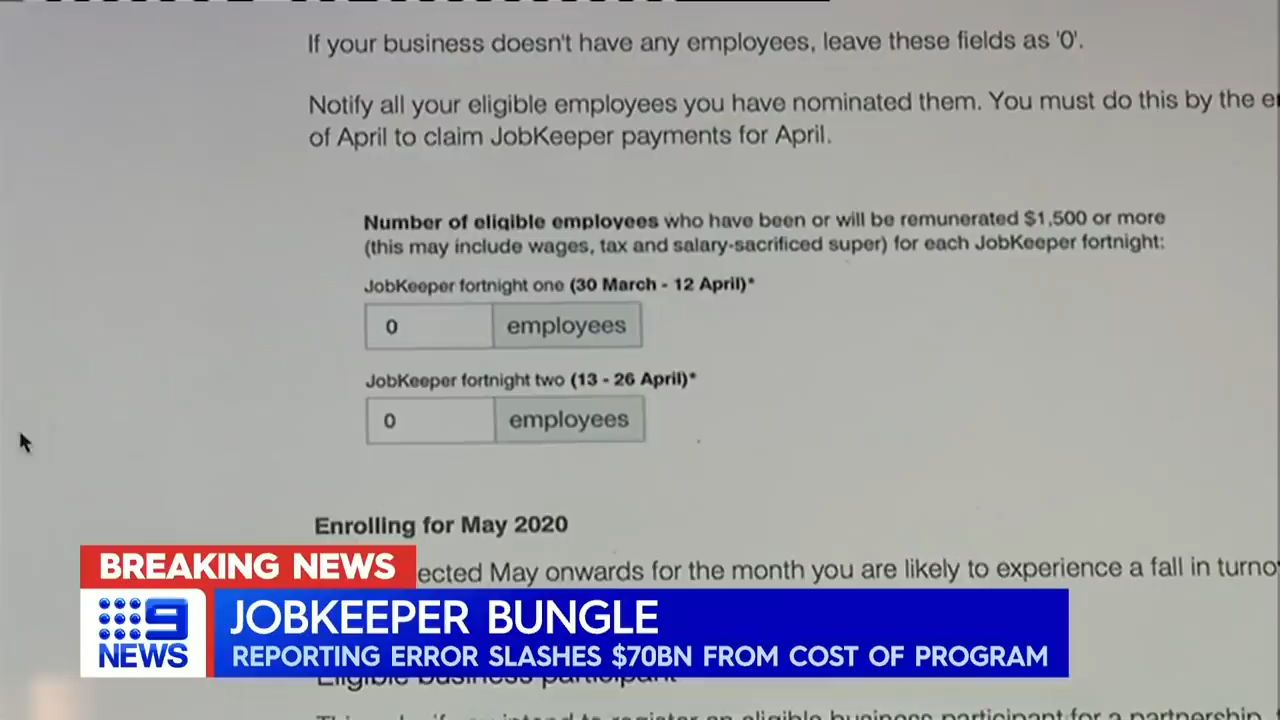 If your business doesn't have any employees, leave these fields as '0'.
Notify all your eligible employees you have nominated them. You must do this by the
of April to claim JobKeeper payments for April.
Number of eligible employees who have been or will be remunerated $1,500 or more
(this may include wages, tax and salary-sacrificed super) for each JobKeeper fortnight:
JobKeeper fortnight one (30 March - 12 April)*
0 employees
JobKeeper fortnight two (13 - 26 April)*
0 employees
Enrolling for May 2020
BREAKING NEWS
ected May onwards for the month you are likely to experience a fall in turno
9 NEWS
JOBKEEPER BUNGLE
REPORTING ERROR SLASHES $70BN FROM COST OF PROGRAM
Eligible business participant
eligible business participant for a partnership